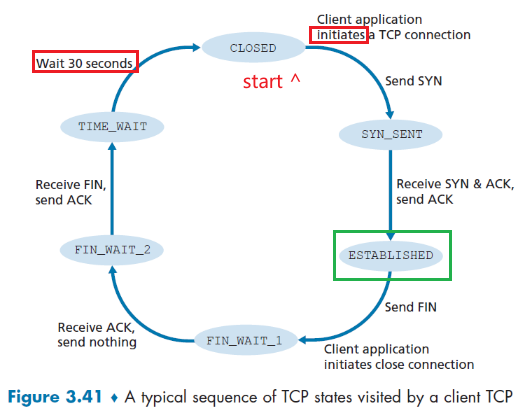 Client application
initiates a TCP connection
CLOSED
Wait 30 seconds
start ^
Send SYN
TIME_WAIT
SYN_SENT
Receive FIN,
send ACK
Receive SYN & ACK,
send ACK
FIN_WAIT_2
ESTABLISHED
Send FIN
Receive ACK,
send nothing
FIN_WAIT_1
Client application
initiates close connection
Figure 3.41 ♦ A typical sequence of TCP states visited by a client TCP